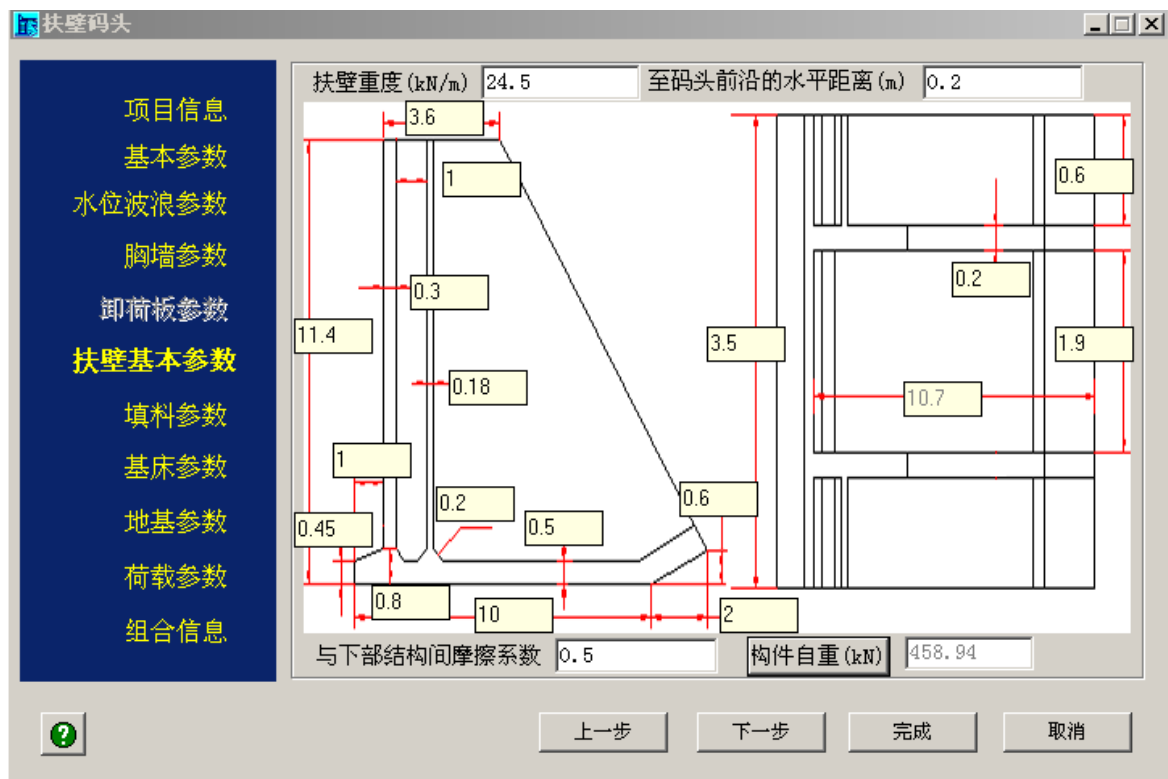 扶壁码头
项目信息
基本参数
水位波浪参数
胸墙参数
卸荷板参数
扶壁基本参数
填料参数
基床参数
地基参数
荷载参数
组合信息
扶壁重度(kN/m) 24.5 至码头前沿的水平距离(m) 0.2
3.6
1
0.3
11.4
0.18
1
0.2
0.45
0.5
0.6
0.8
10
2
0.6
0.2
3.5
1.9
10.7
与下部结构间摩擦系数 0.5 构件自重(kN) 458.94
? 上一步 下一步 完成 取消